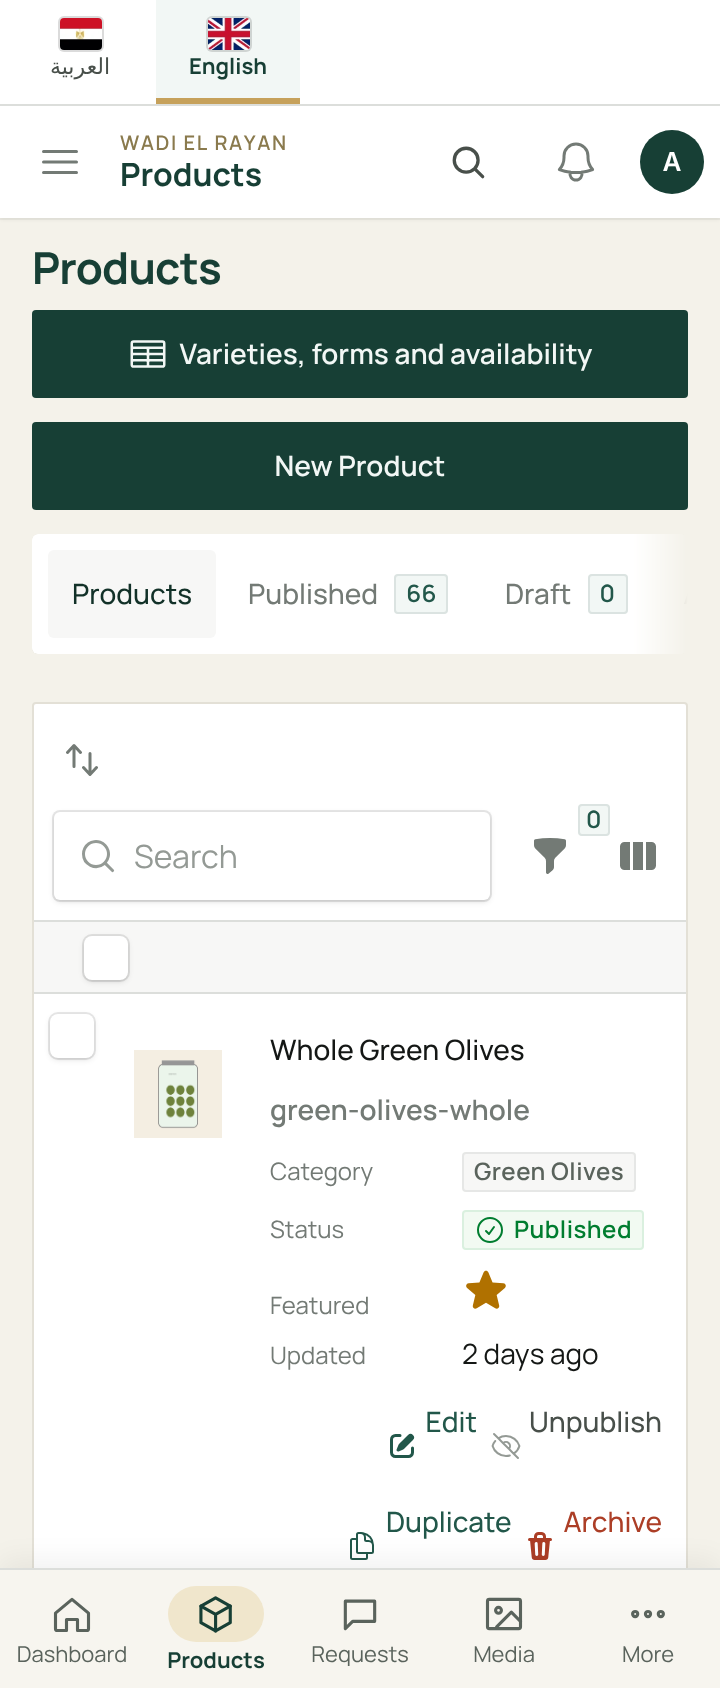 العربية
English
WADI EL RAYAN
Products
A
Products
Varieties, forms and availability
New Product
Products
Published 66
Draft 0
0
Search
Whole Green Olives
green-olives-whole
Category Green Olives
Status Published
Featured
Updated 2 days ago
Edit Unpublish
Duplicate Archive
Dashboard Products Requests Media More